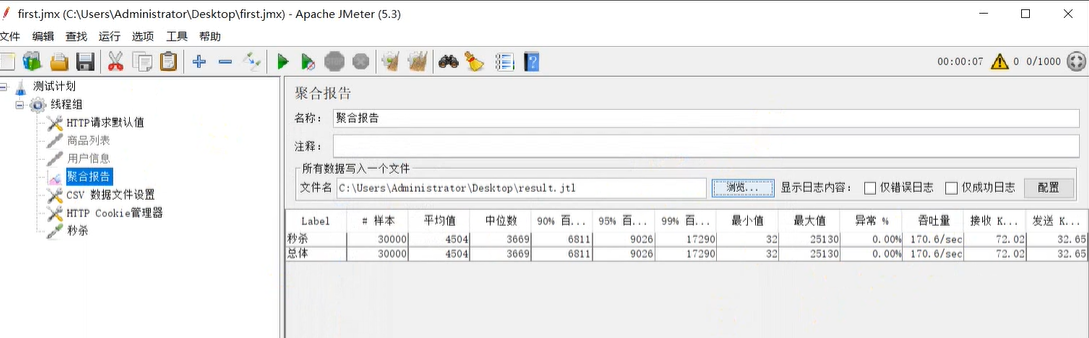 first.jmx (C:\Users\Administrator\Desktop\first.jmx) - Apache JMeter (5.3)
文件 编辑 查找 运行 选项 工具 帮助
00:00:07 0 0/1000
测试计划
线程组
HTTP请求默认值
商品列表
用户信息
聚合报告
CSV 数据文件设置
HTTP Cookie管理器
秒杀
聚合报告
名称： 聚合报告
注释：
所有数据写入一个文件
文件名 C:\Users\Administrator\Desktop\result.jtl 浏览... 显示日志内容： 仅错误日志 仅成功日志 配置
Label # 样本 平均值 中位数 90% 百... 95% 百... 99% 百... 最小值 最大值 异常 % 吞吐量 接收 K... 发送 K...
秒杀 30000 4504 3669 6811 9026 17290 32 25130 0.00% 170.6/sec 72.02 32.65
总体 30000 4504 3669 6811 9026 17290 32 25130 0.00% 170.6/sec 72.02 32.65